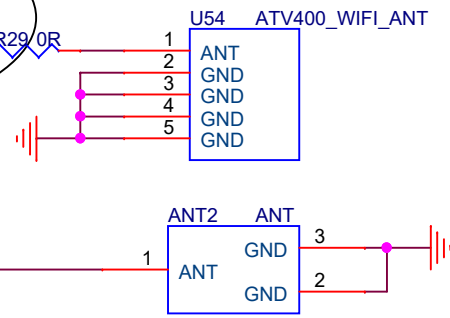 U54 ATV400_WIFI_ANT
R29 0R
1 ANT
2 GND
3 GND
4 GND
5 GND
ANT2 ANT
GND 3
1 ANT
GND 2